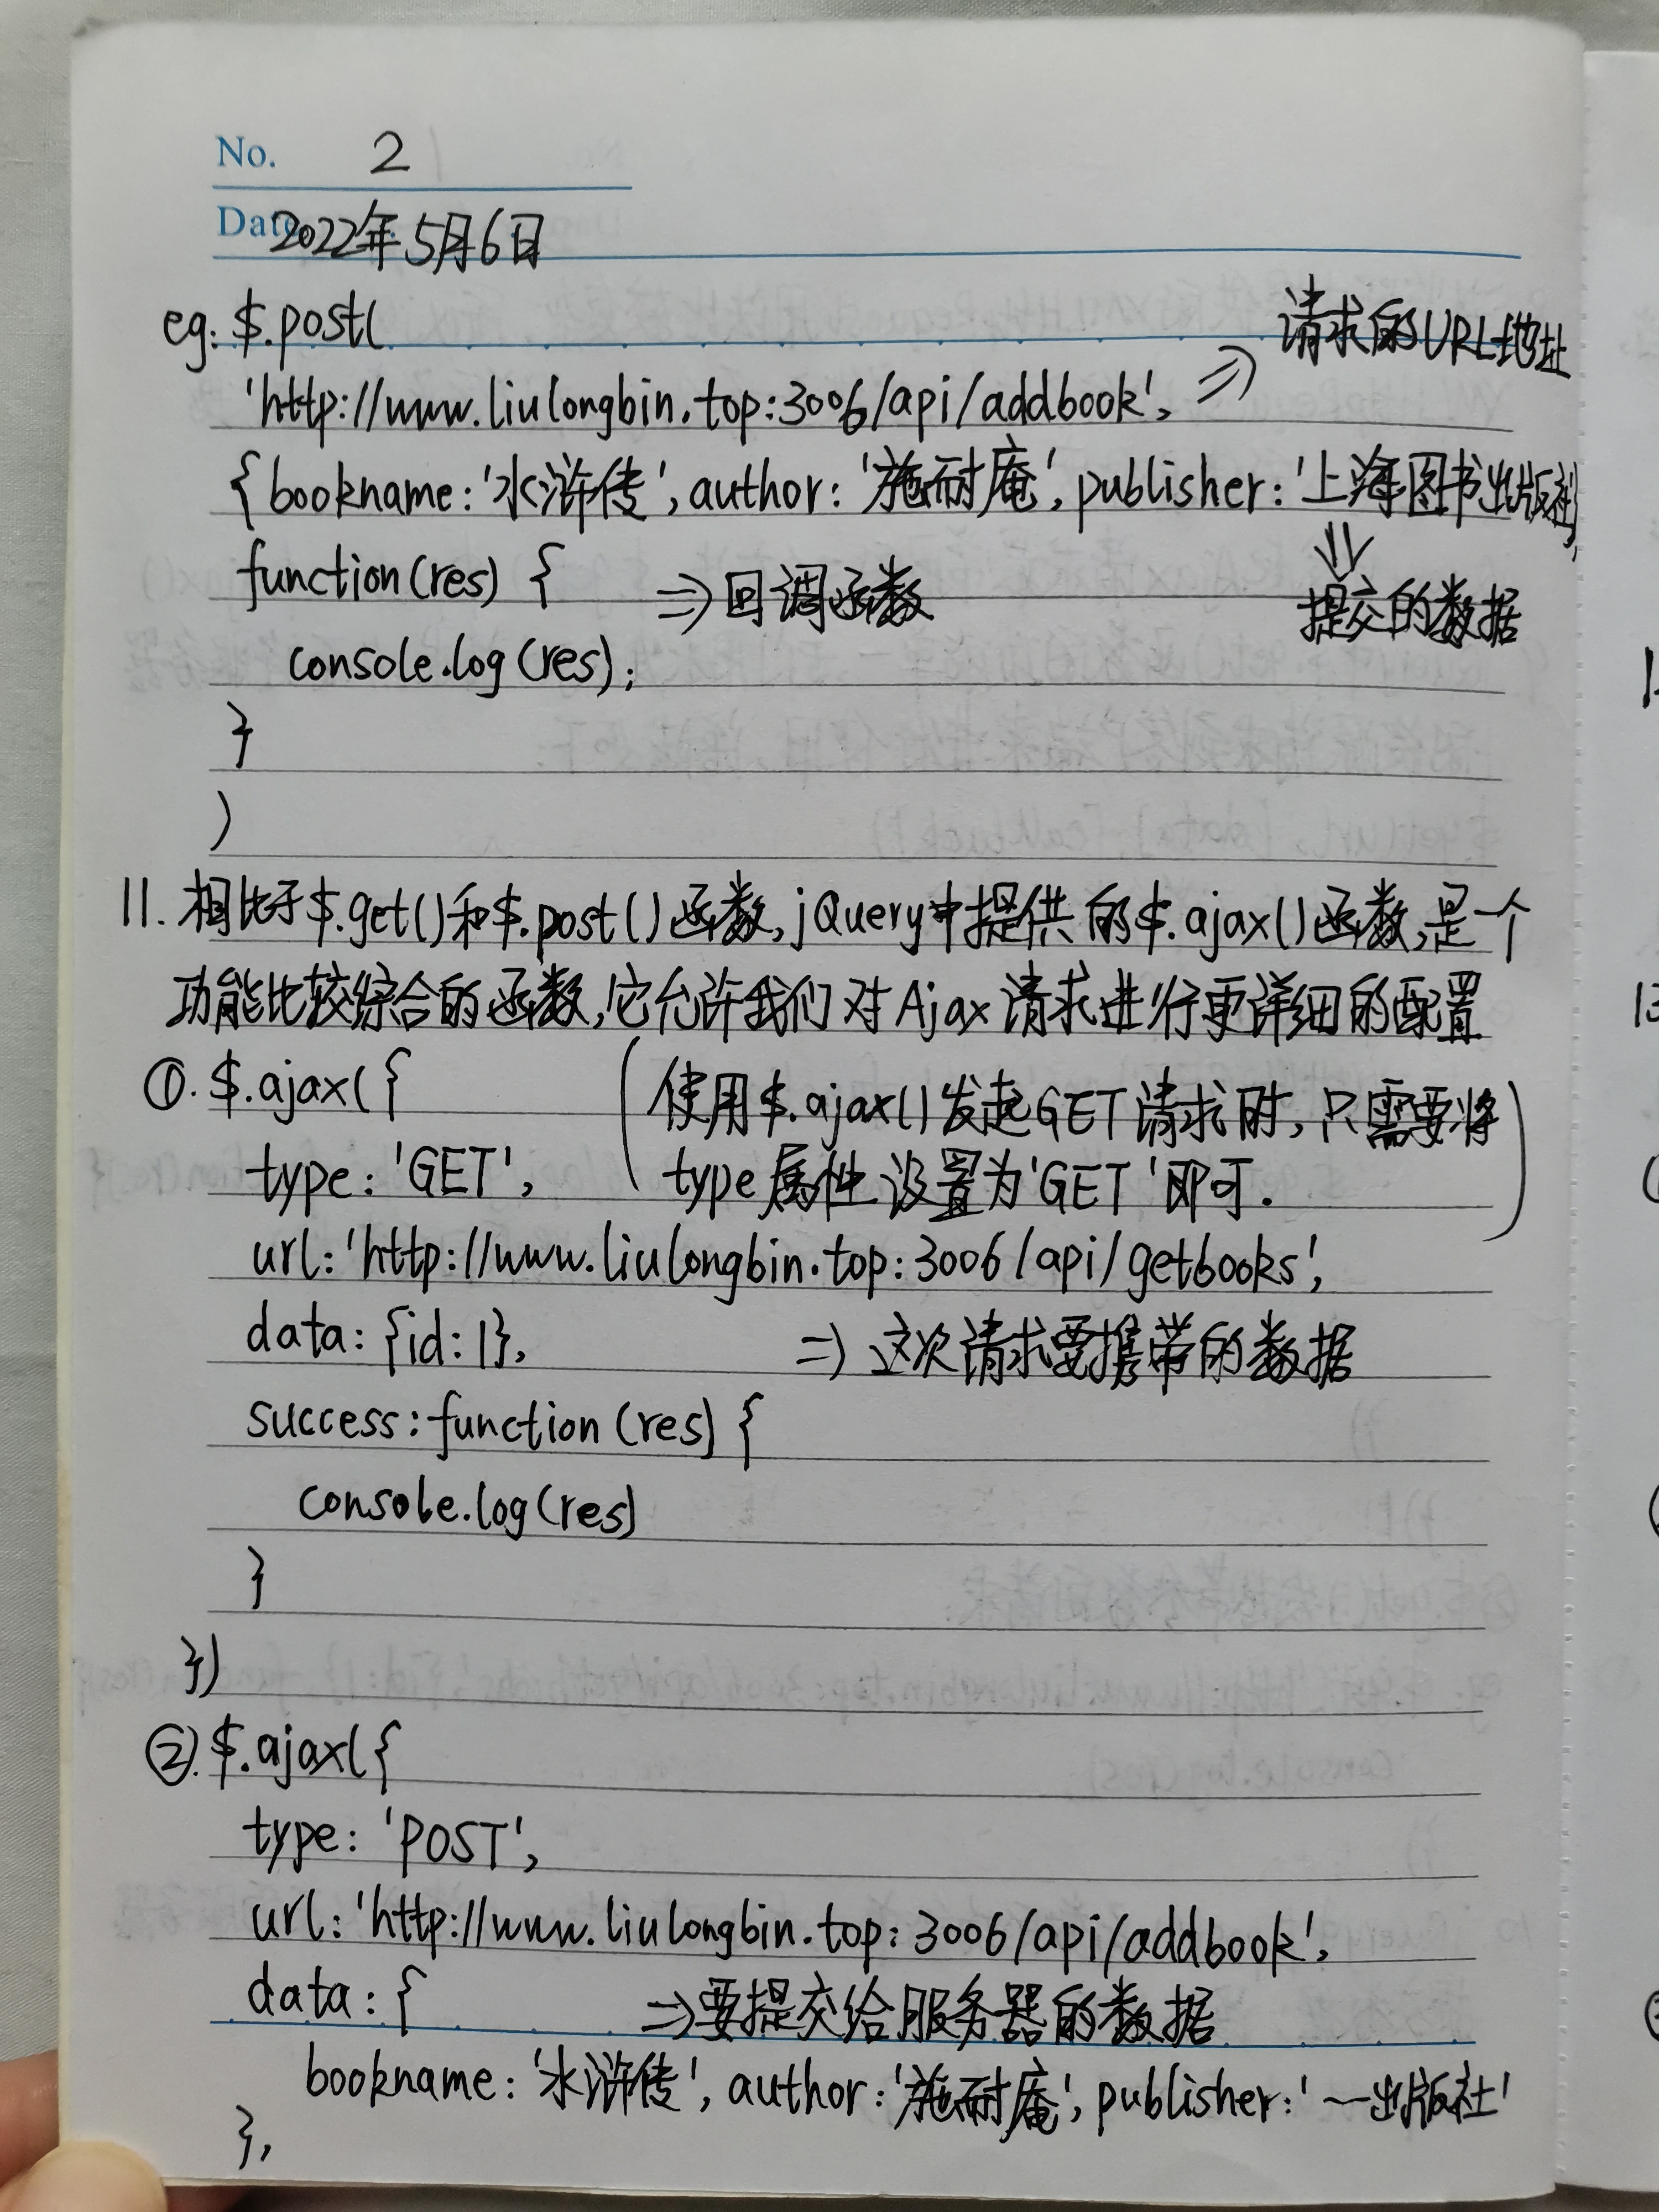 No. 2
Date 2022年5月6日
eg: $.post(
'http://www.liulongbin.top:3006/api/addbook', => 请求的URL地址
{bookname:'水浒传',author:'施耐庵',publisher:'上海图书出版社'},
=> 提交的数据
function(res) { => 回调函数
console.log(res);
}
)
11. 相比于$.get()和$.post()函数,jQuery中提供的$.ajax()函数,是一个
功能比较综合的函数,它允许我们对Ajax请求进行更详细的配置
①. $.ajax({ (使用$.ajax()发起GET请求时,只需要将
type: 'GET', type属性设置为'GET'即可.)
url:'http://www.liulongbin.top:3006/api/getbooks',
data: {id:1}, => 这次请求要携带的数据
success:function(res) {
console.log(res)
}
})
②. $.ajax({
type: 'POST',
url:'http://www.liulongbin.top:3006/api/addbook',
data: { =>要提交给服务器的数据
bookname:'水浒传',author:'施耐庵',publisher:'~出版社'
},